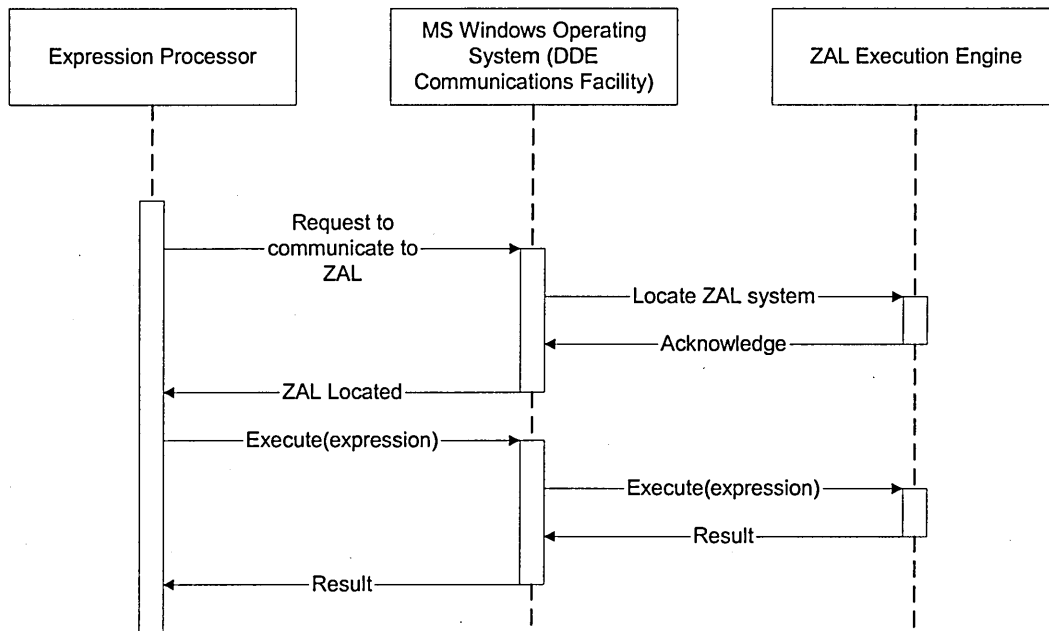 Expression Processor
MS Windows Operating
System (DDE
Communications Facility)
ZAL Execution Engine
Request to
communicate to
ZAL
Locate ZAL system
Acknowledge
ZAL Located
Execute(expression)
Execute(expression)
Result
Result